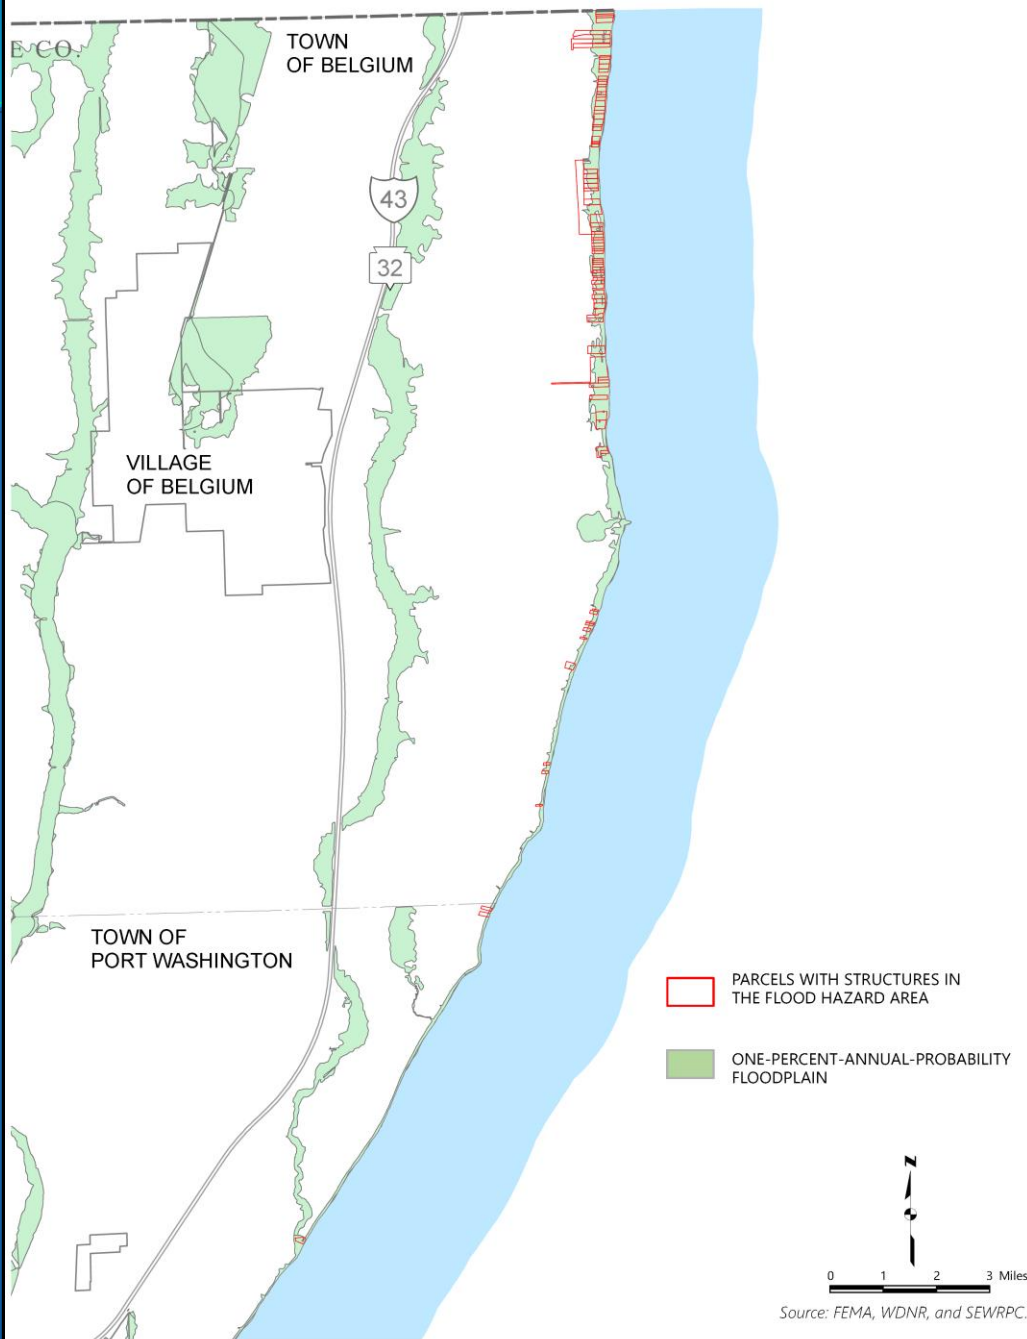 E CO.
TOWN
OF BELGIUM
43
32
VILLAGE
OF BELGIUM
TOWN OF
PORT WASHINGTON
PARCELS WITH STRUCTURES IN
THE FLOOD HAZARD AREA
ONE-PERCENT-ANNUAL-PROBABILITY
FLOODPLAIN
N
0 1 2 3 Miles
Source: FEMA, WDNR, and SEWRPC.